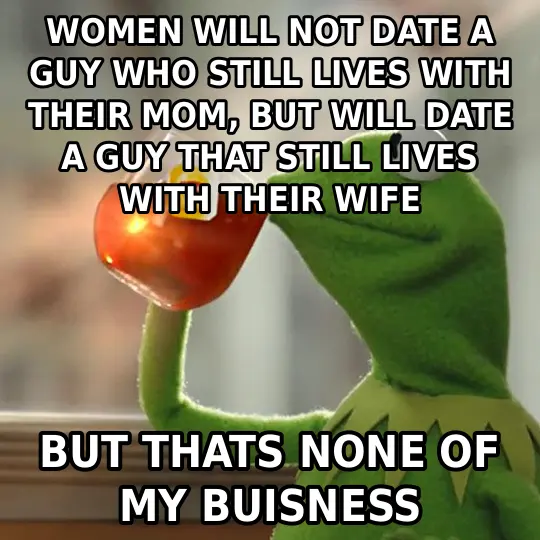 WOMEN WILL NOT DATE A
GUY WHO STILL LIVES WITH
THEIR MOM, BUT WILL DATE
A GUY THAT STILL LIVES
WITH THEIR WIFE
BUT THATS NONE OF
MY BUISNESS